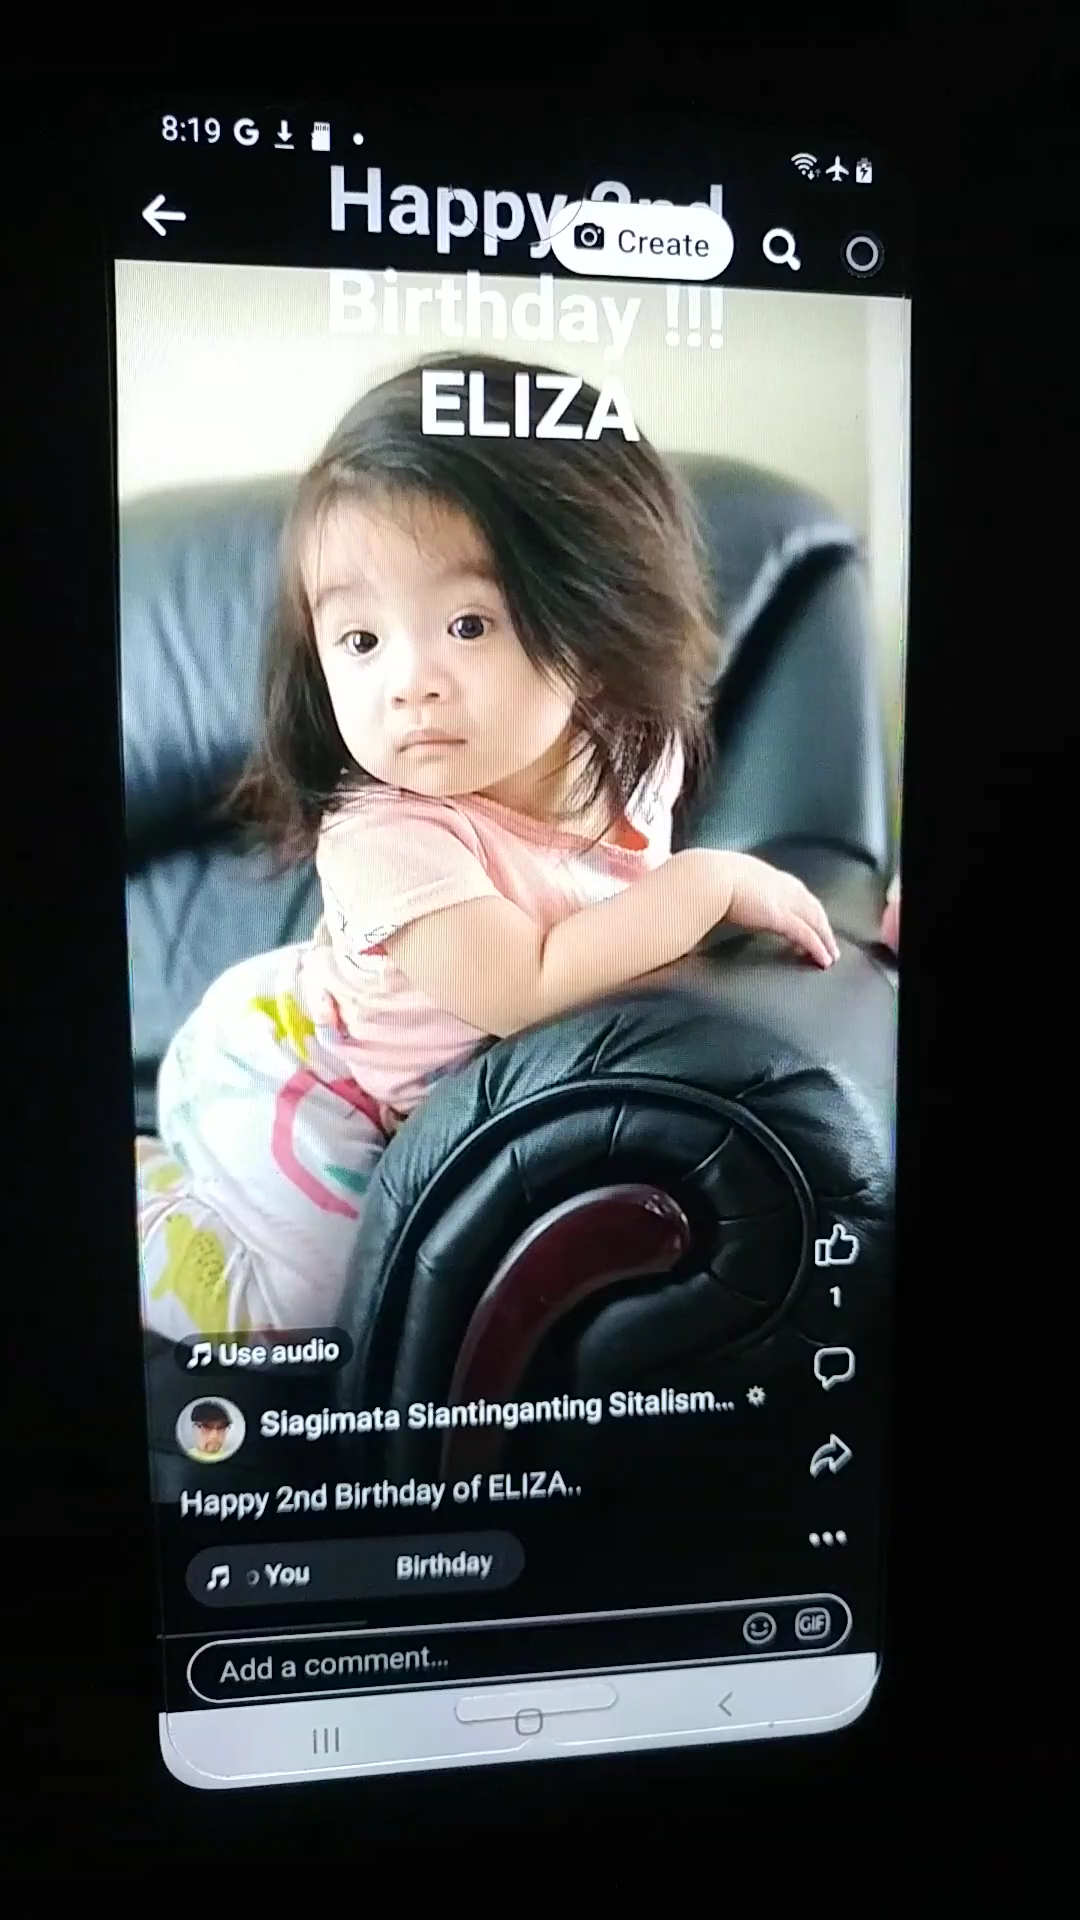 8:19 G
Happy 2nd
Create
Birthday !!!
ELIZA
Use audio
Siagimata Siantinganting Sitalism...
1
Happy 2nd Birthday of ELIZA..
You Birthday
Add a comment...
GIF